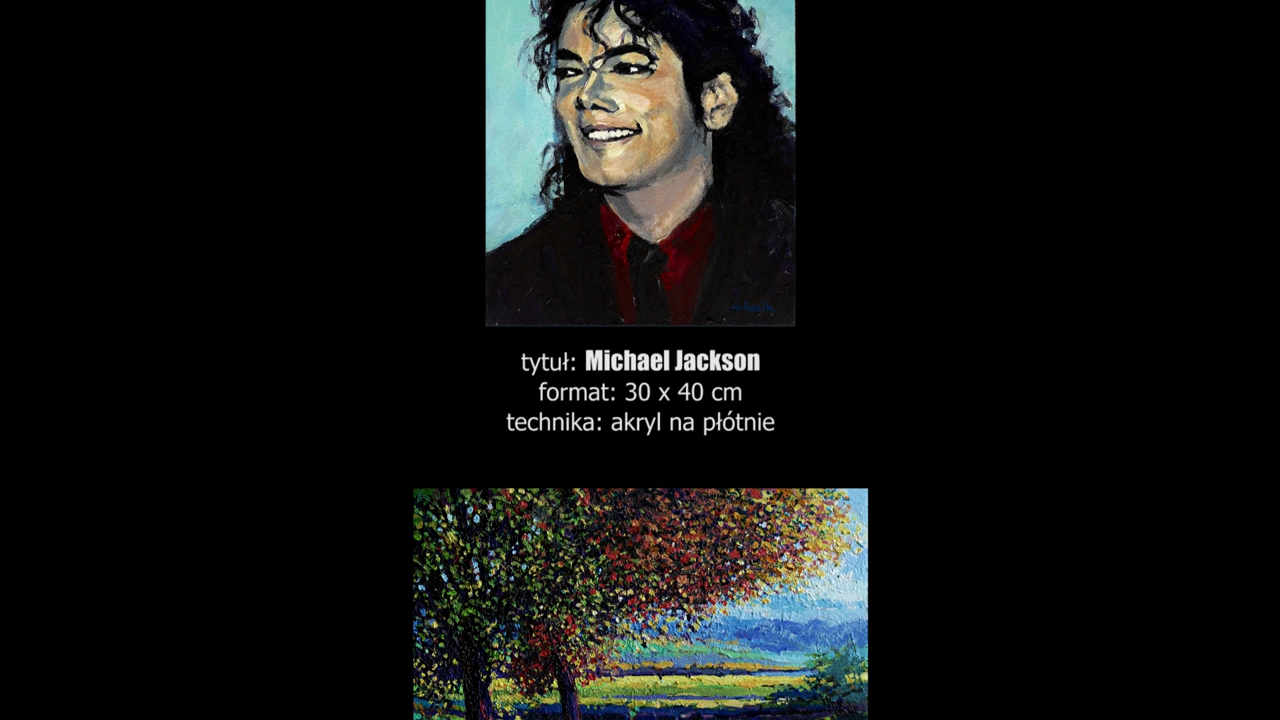 tytuł: Michael Jackson
format: 30 x 40 cm
technika: akryl na płótnie